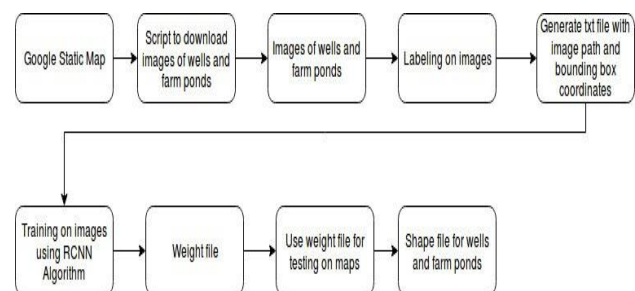 Google Static Map
Script to download
images of wells and
farm ponds
Images of wells and
farm ponds
Labeling on images
Generate txt file with
image path and
bounding box
coordinates
Training on images
using RCNN
Algorithm
Weight file
Use weight file for
testing on maps
Shape file for wells
and farm ponds